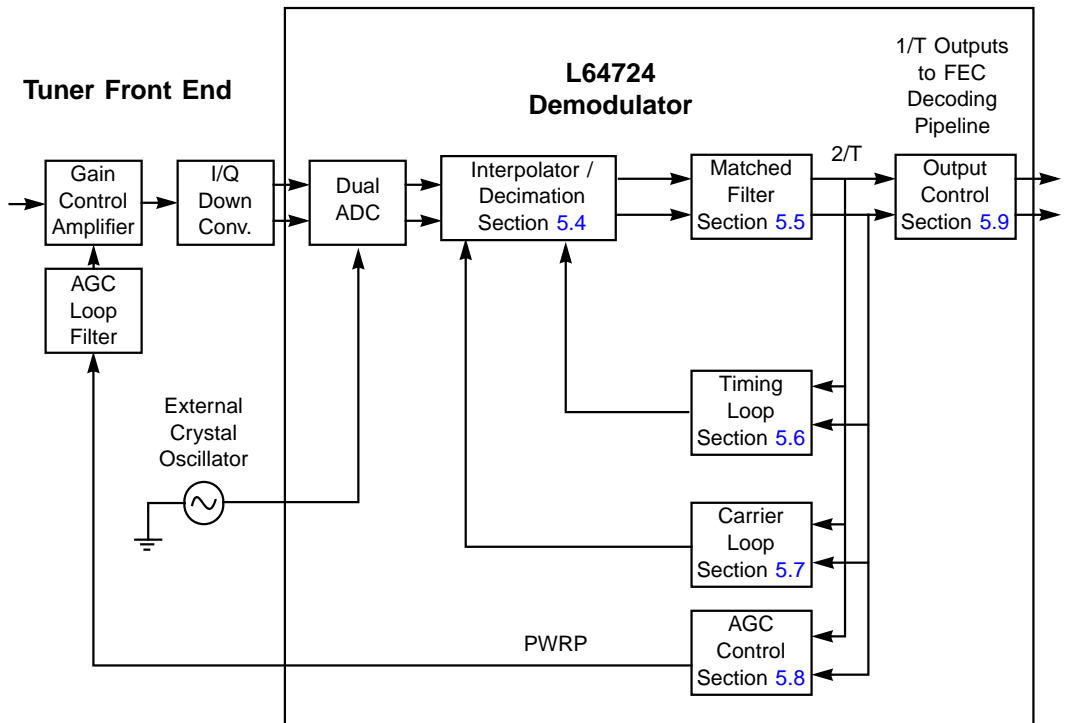 1/T Outputs
to FEC
Decoding
Pipeline
L64724
Demodulator
Tuner Front End
2/T
Gain
Control
Amplifier
I/Q
Down
Conv.
Dual
ADC
Interpolator /
Decimation
Section 5.4
Matched
Filter
Section 5.5
Output
Control
Section 5.9
AGC
Loop
Filter
Timing
Loop
Section 5.6
External
Crystal
Oscillator
Carrier
Loop
Section 5.7
PWRP
AGC
Control
Section 5.8